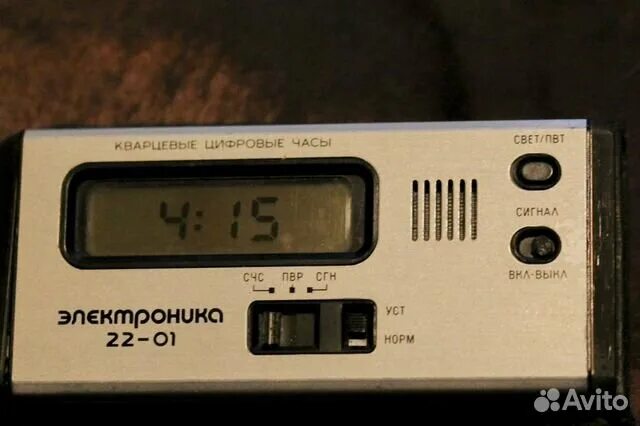 КВАРЦЕВЫЕ ЦИФРОВЫЕ ЧАСЫ
СВЕТ/ПВТ
4:15
СИГНАЛ
ВКЛ-ВЫКЛ
СЧС ПВР СГН
электроника
22-01
УСТ
НОРМ
Avito